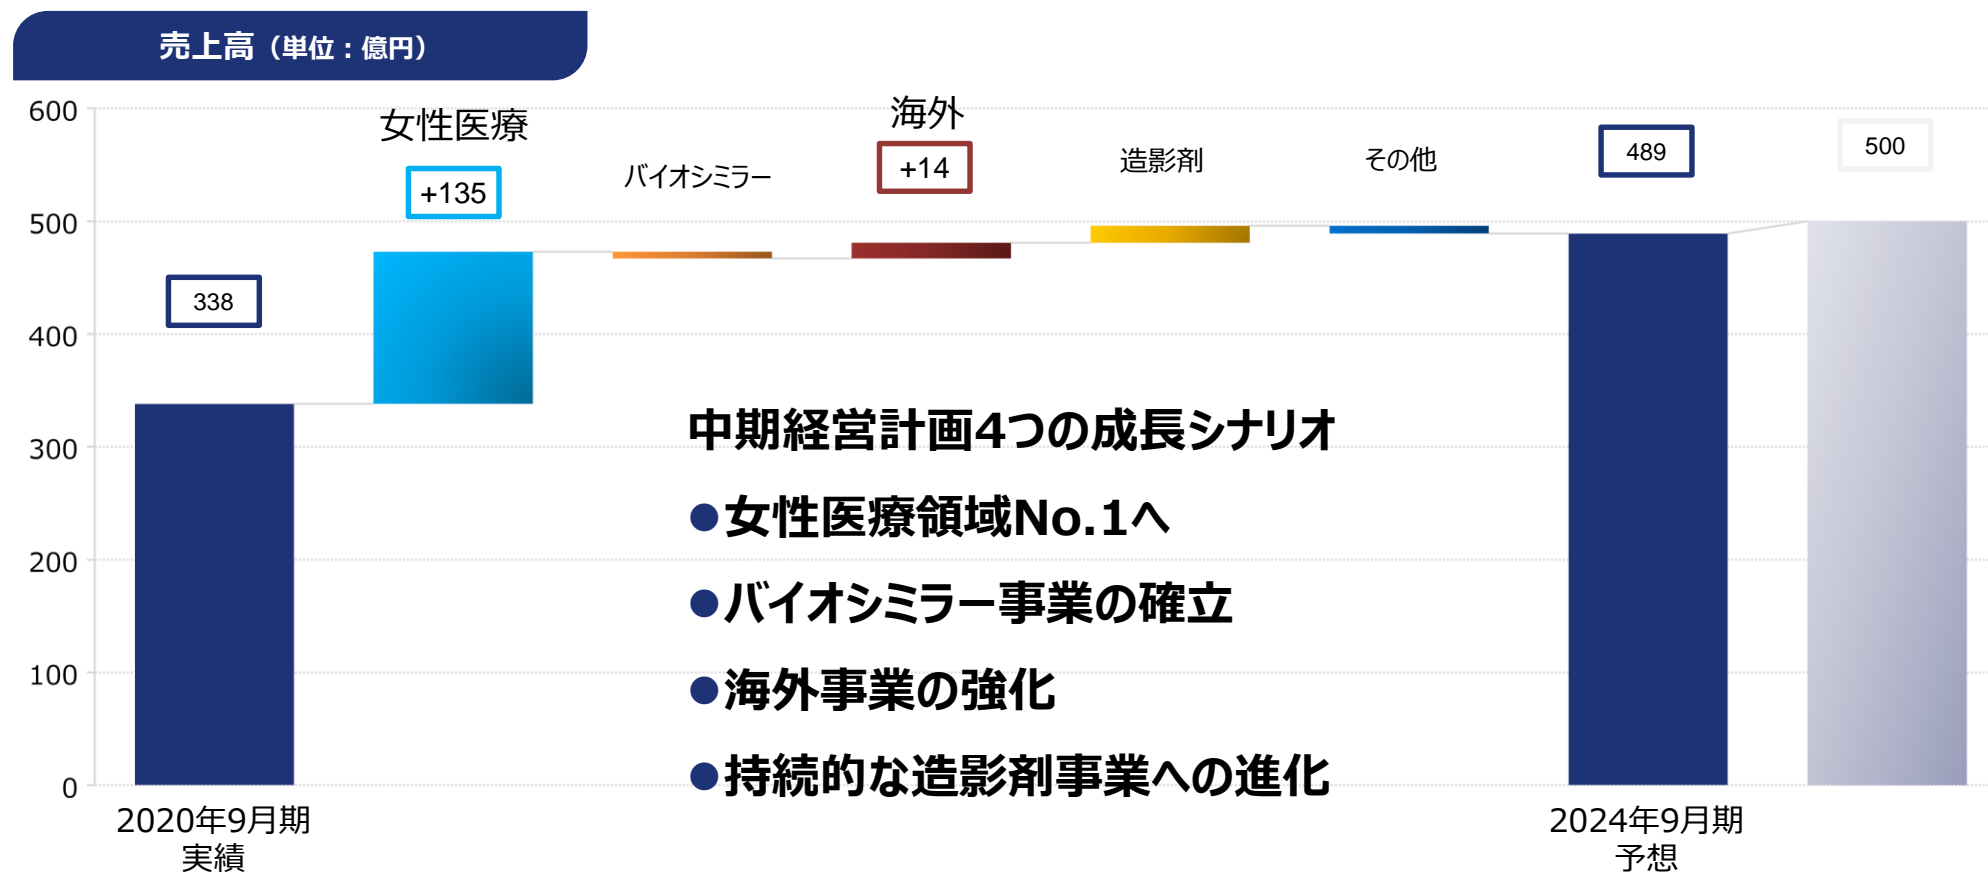 売上高（単位：億円）
600
500
400
300
200
100
0
338
女性医療
+135
バイオシミラー
海外
+14
造影剤
その他
489
500
中期経営計画4つの成長シナリオ
●女性医療領域No.1へ
●バイオシミラー事業の確立
●海外事業の強化
●持続的な造影剤事業への進化
2020年9月期
実績
2024年9月期
予想